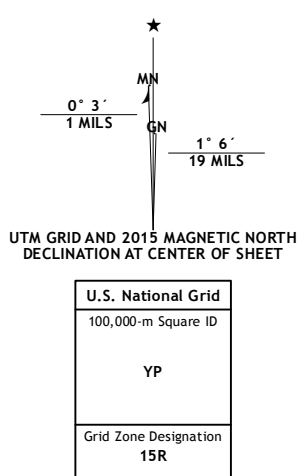 ★
MN
0° 3´
1 MILS
GN
1° 6´
19 MILS
UTM GRID AND 2015 MAGNETIC NORTH
DECLINATION AT CENTER OF SHEET
U.S. National Grid
100,000-m Square ID
YP
Grid Zone Designation
15R